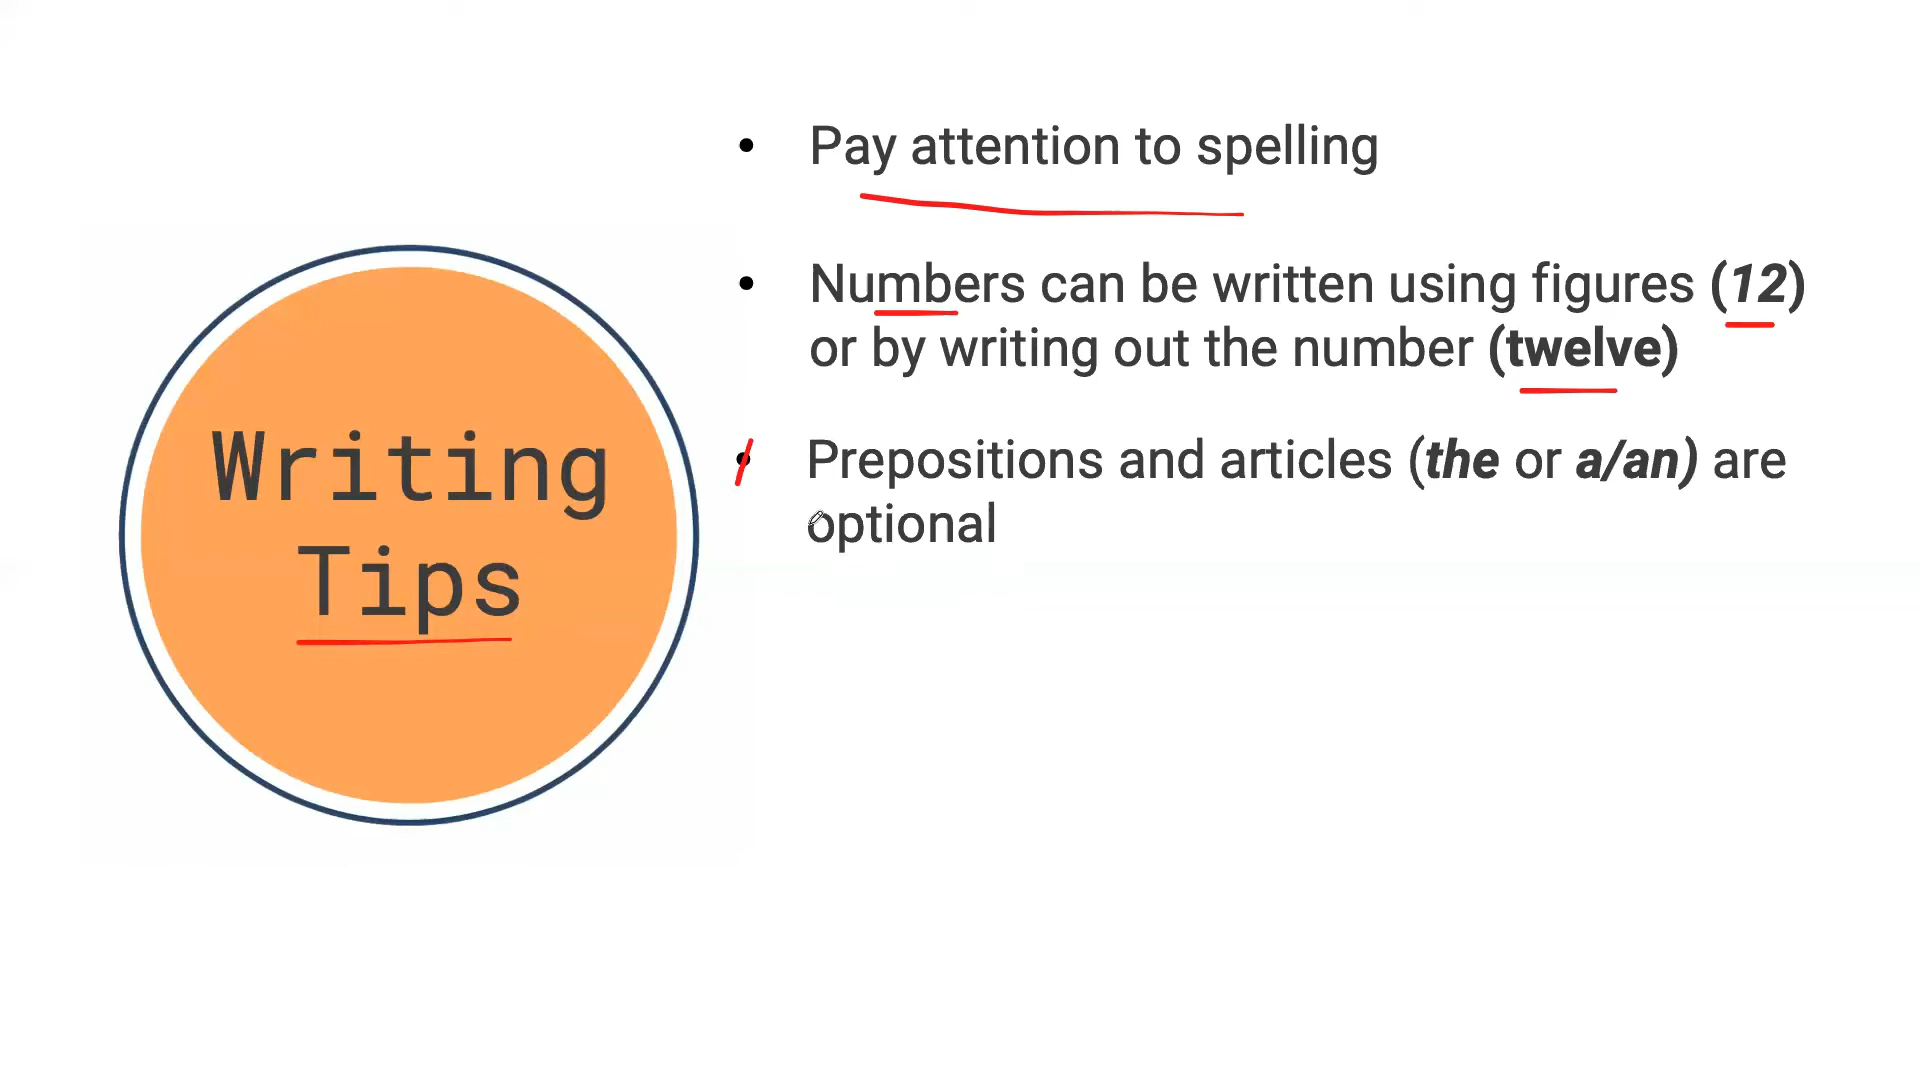 Writing
Tips
• Pay attention to spelling
• Numbers can be written using figures (12)
or by writing out the number (twelve)
• Prepositions and articles (the or a/an) are
optional